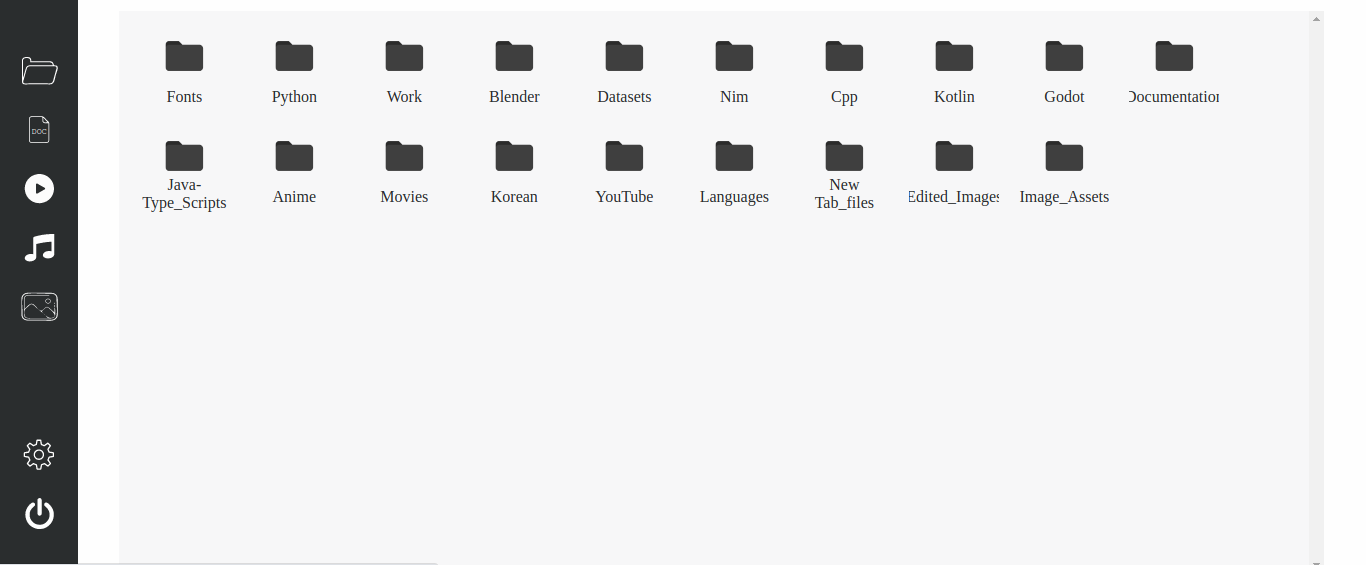 Fonts
Python
Work
Blender
Datasets
Nim
Cpp
Kotlin
Godot
Documentation
DOC
Java-
Type_Scripts
Anime
Movies
Korean
YouTube
Languages
New
Tab_files
Edited_Images
Image_Assets